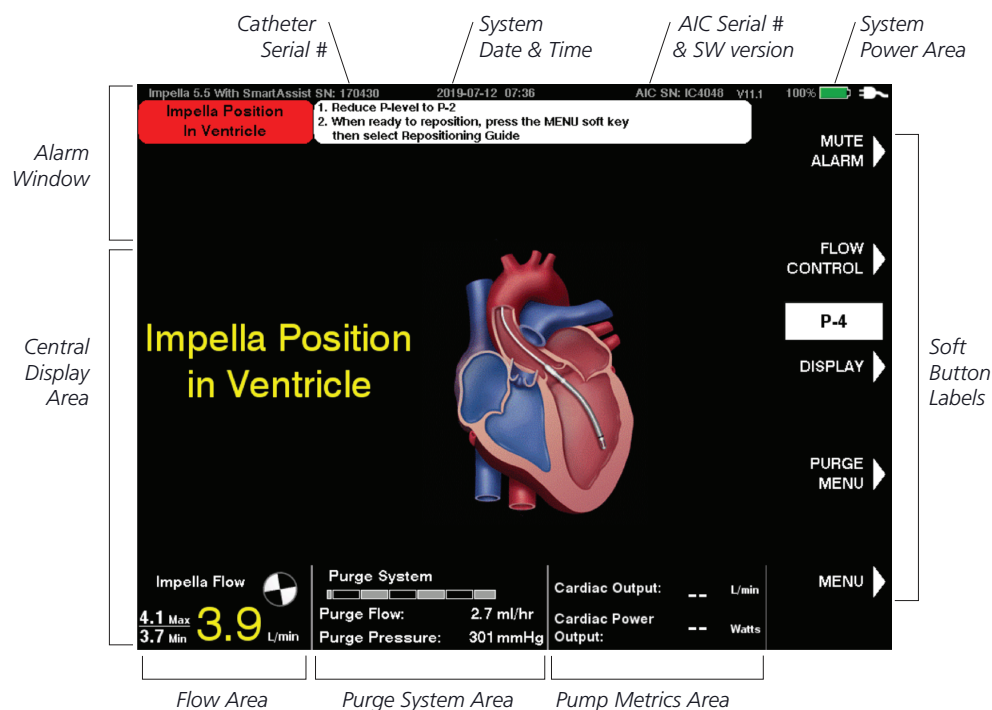 Catheter
Serial #
System
Date & Time
AIC Serial #
& SW version
System
Power Area
Impella 5.5 With SmartAssist SN: 170430 2019-07-12 07:36 AIC SN: IC4048 V11.1 100%
Impella Position
In Ventricle
1. Reduce P-level to P-2
2. When ready to reposition, press the MENU soft key
then select Repositioning Guide
MUTE
ALARM
Alarm
Window
FLOW
CONTROL
P-4
Impella Position
in Ventricle
Central
Display
Area
DISPLAY
Soft
Button
Labels
PURGE
MENU
MENU
Impella Flow
4.1 Max
3.7 Min
3.9 L/min
Purge System
Purge Flow: 2.7 ml/hr
Purge Pressure: 301 mmHg
Cardiac Output: -- L/min
Cardiac Power
Output: -- Watts
Flow Area
Purge System Area
Pump Metrics Area